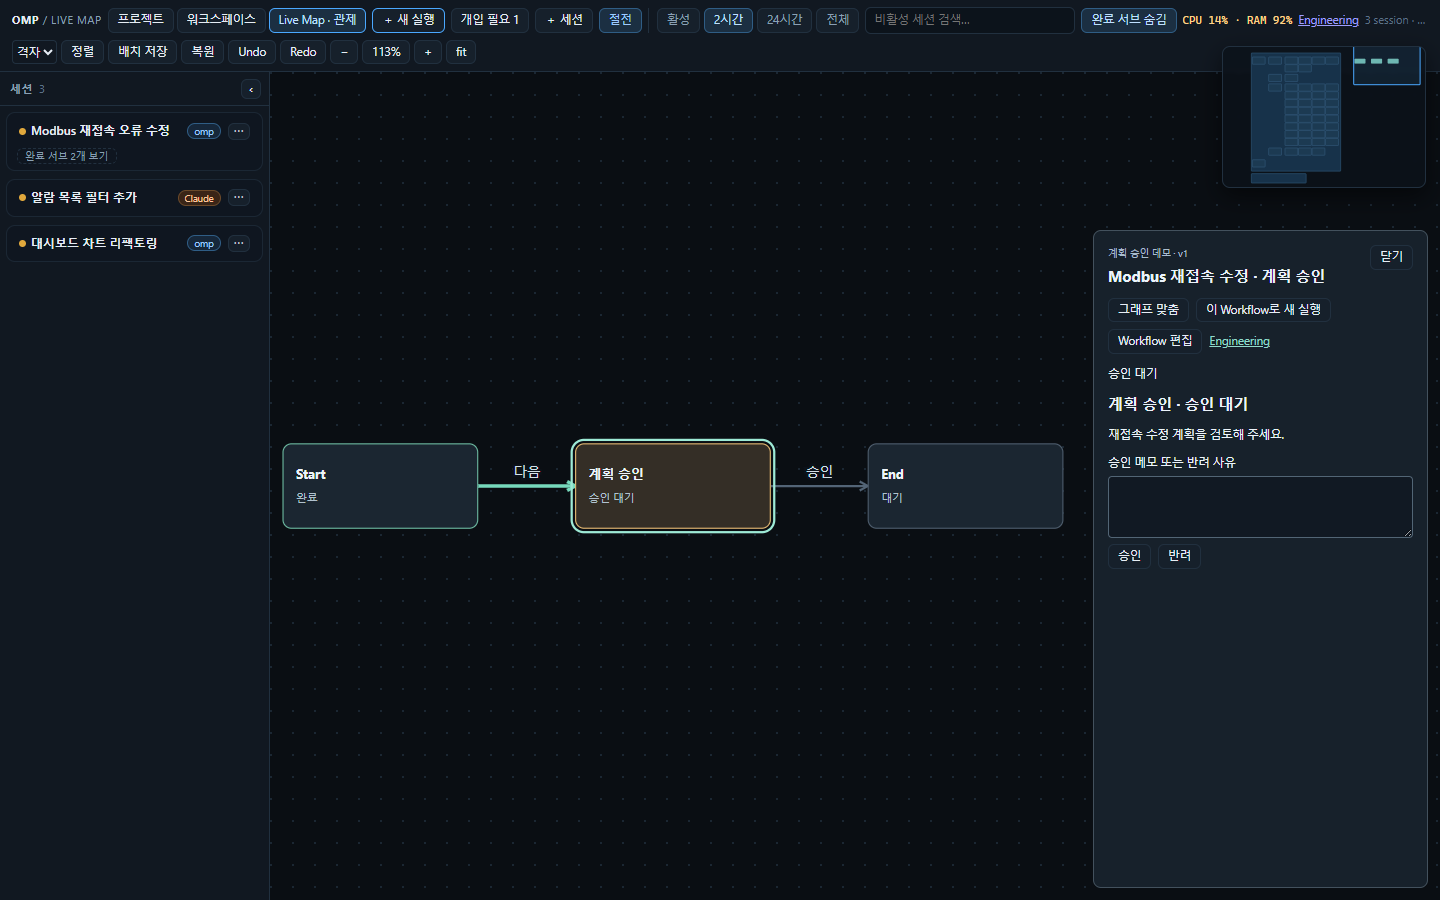 OMP / LIVE MAP 프로젝트 워크스페이스 Live Map · 관제 + 새 실행 개입 필요 1 + 세션 절전 활성 2시간 24시간 전체 비활성 세션 검색... 완료 서브 숨김 CPU 14% · RAM 92% Engineering 3 session · ...
격자 정렬 배치 저장 복원 Undo Redo − 113% + fit
세션 3 ‹
Modbus 재접속 오류 수정 omp ···
완료 서브 2개 보기
알람 목록 필터 추가 Claude ···
대시보드 차트 리팩토링 omp ···
Start
완료
다음
계획 승인
승인 대기
승인
End
대기
계획 승인 데모 · v1
닫기
Modbus 재접속 수정 · 계획 승인
그래프 맞춤 이 Workflow로 새 실행
Workflow 편집 Engineering
승인 대기
계획 승인 · 승인 대기
재접속 수정 계획을 검토해 주세요.
승인 메모 또는 반려 사유
승인 반려